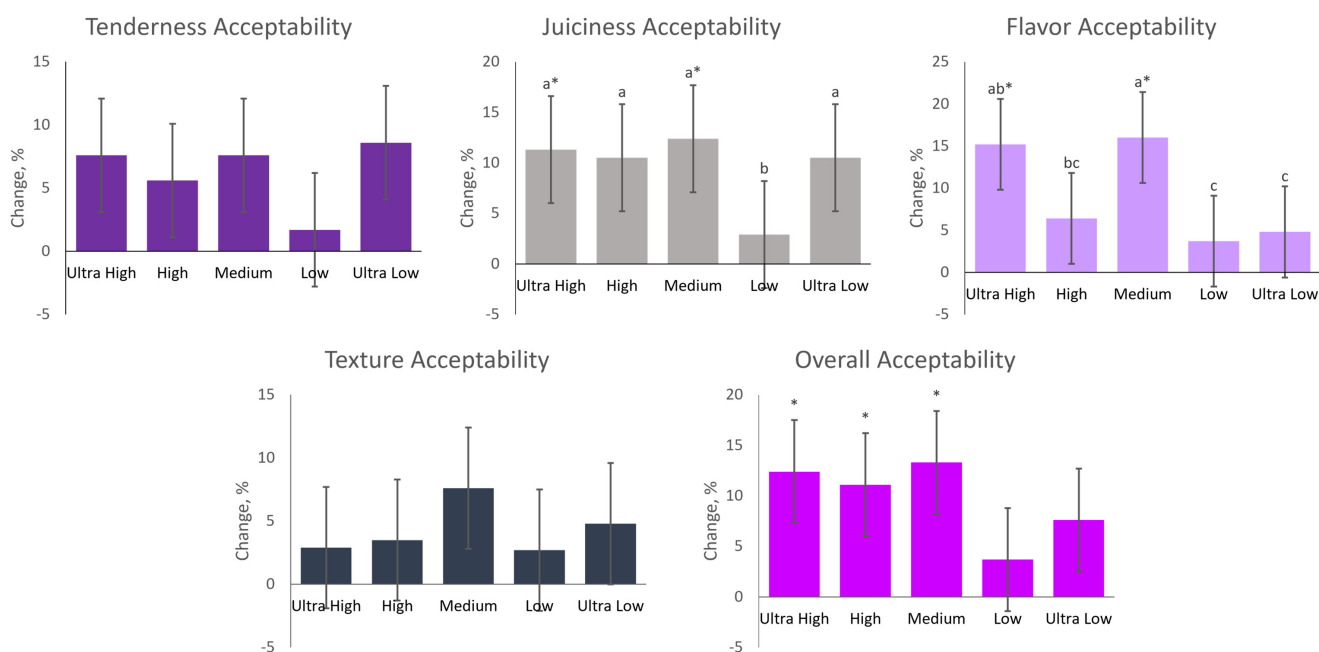 Tenderness Acceptability
15
10
5
0
-5
Change, %
Ultra High High Medium Low Ultra Low
Juiciness Acceptability
20
15
10
5
0
-5
Change, %
a* a a* b a
Ultra High High Medium Low Ultra Low
Flavor Acceptability
25
20
15
10
5
0
-5
Change, %
ab* bc a* c c
Ultra High High Medium Low Ultra Low
Texture Acceptability
15
10
5
0
-5
Change, %
Ultra High High Medium Low Ultra Low
Overall Acceptability
20
15
10
5
0
-5
Change, %
* * *
Ultra High High Medium Low Ultra Low